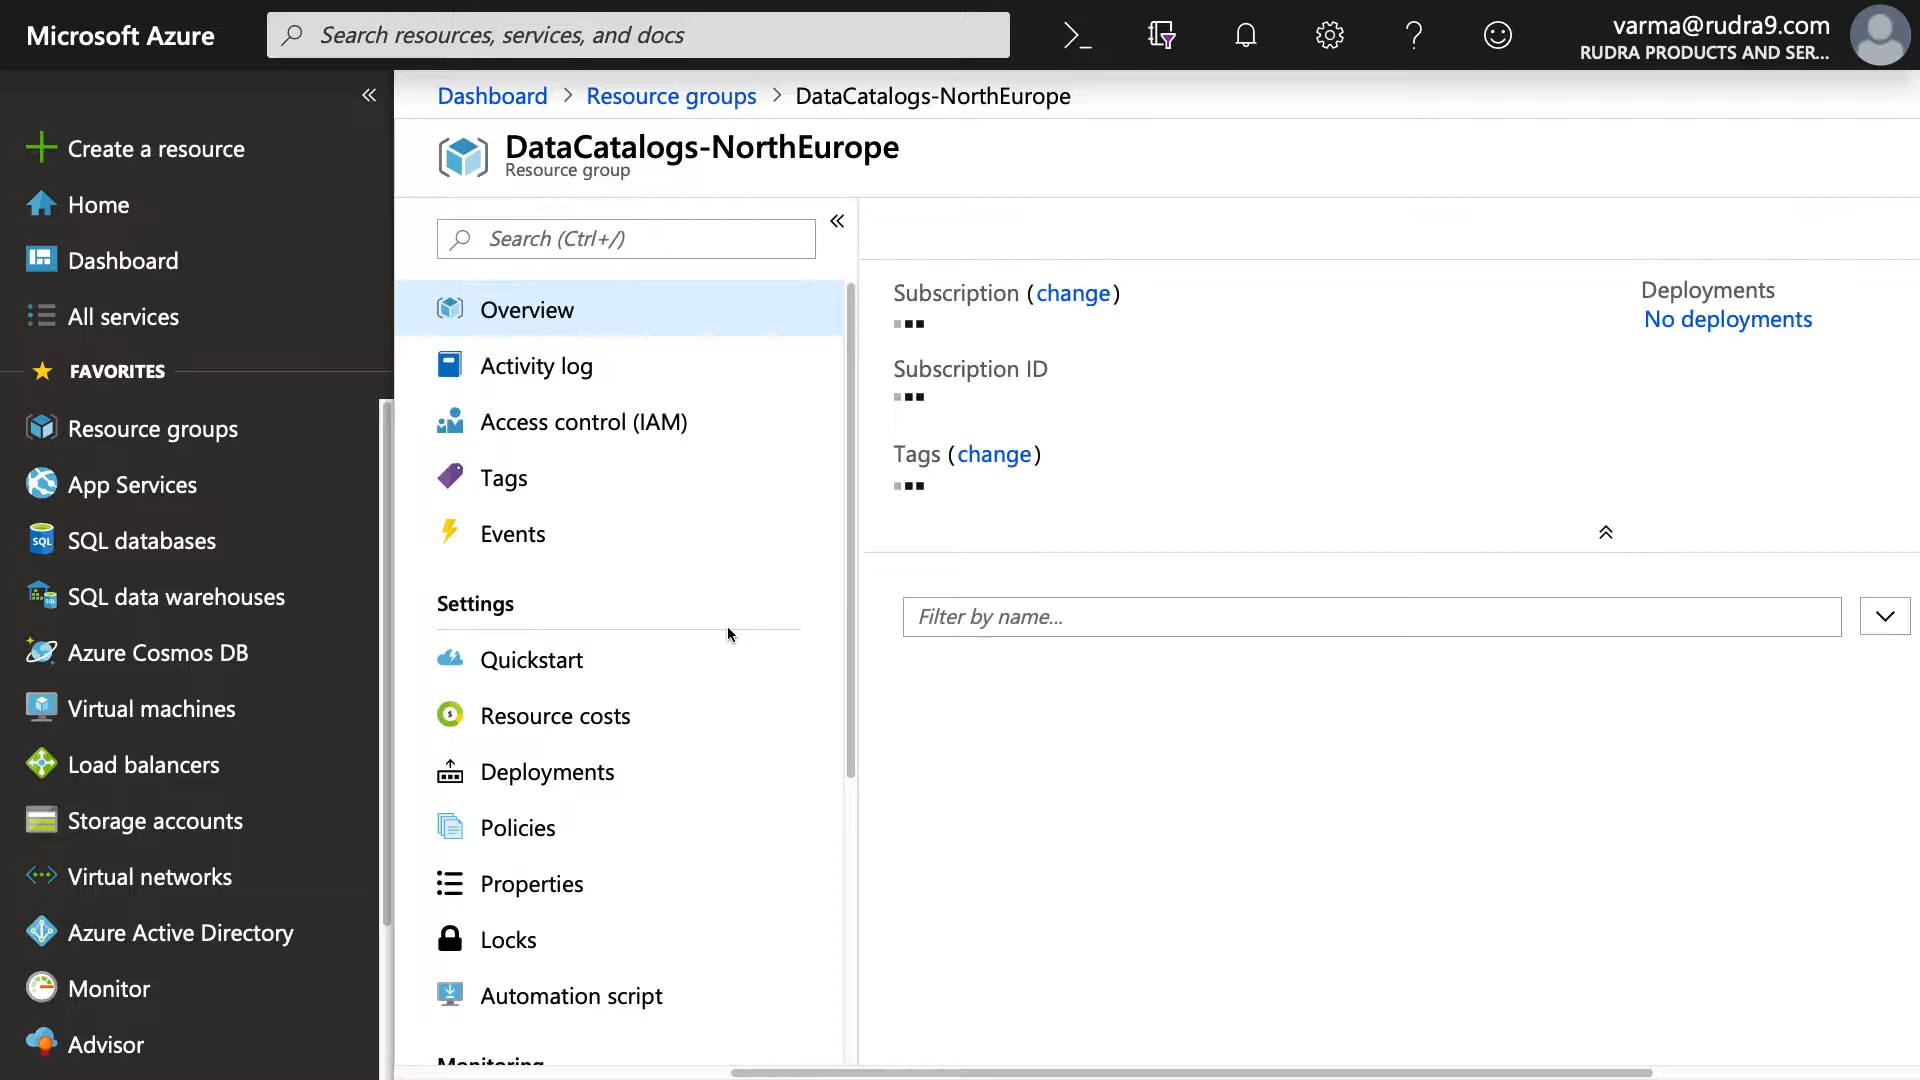 Microsoft Azure
Search resources, services, and docs
varma@rudra9.com
RUDRA PRODUCTS AND SER...
Create a resource
Home
Dashboard
All services
FAVORITES
Resource groups
App Services
SQL databases
SQL data warehouses
Azure Cosmos DB
Virtual machines
Load balancers
Storage accounts
Virtual networks
Azure Active Directory
Monitor
Advisor
Dashboard > Resource groups > DataCatalogs-NorthEurope
DataCatalogs-NorthEurope
Resource group
Search (Ctrl+/)
Overview
Activity log
Access control (IAM)
Tags
Events
Settings
Quickstart
Resource costs
Deployments
Policies
Properties
Locks
Automation script
Monitoring
Subscription (change)
Subscription ID
Tags (change)
Deployments
No deployments
Filter by name...